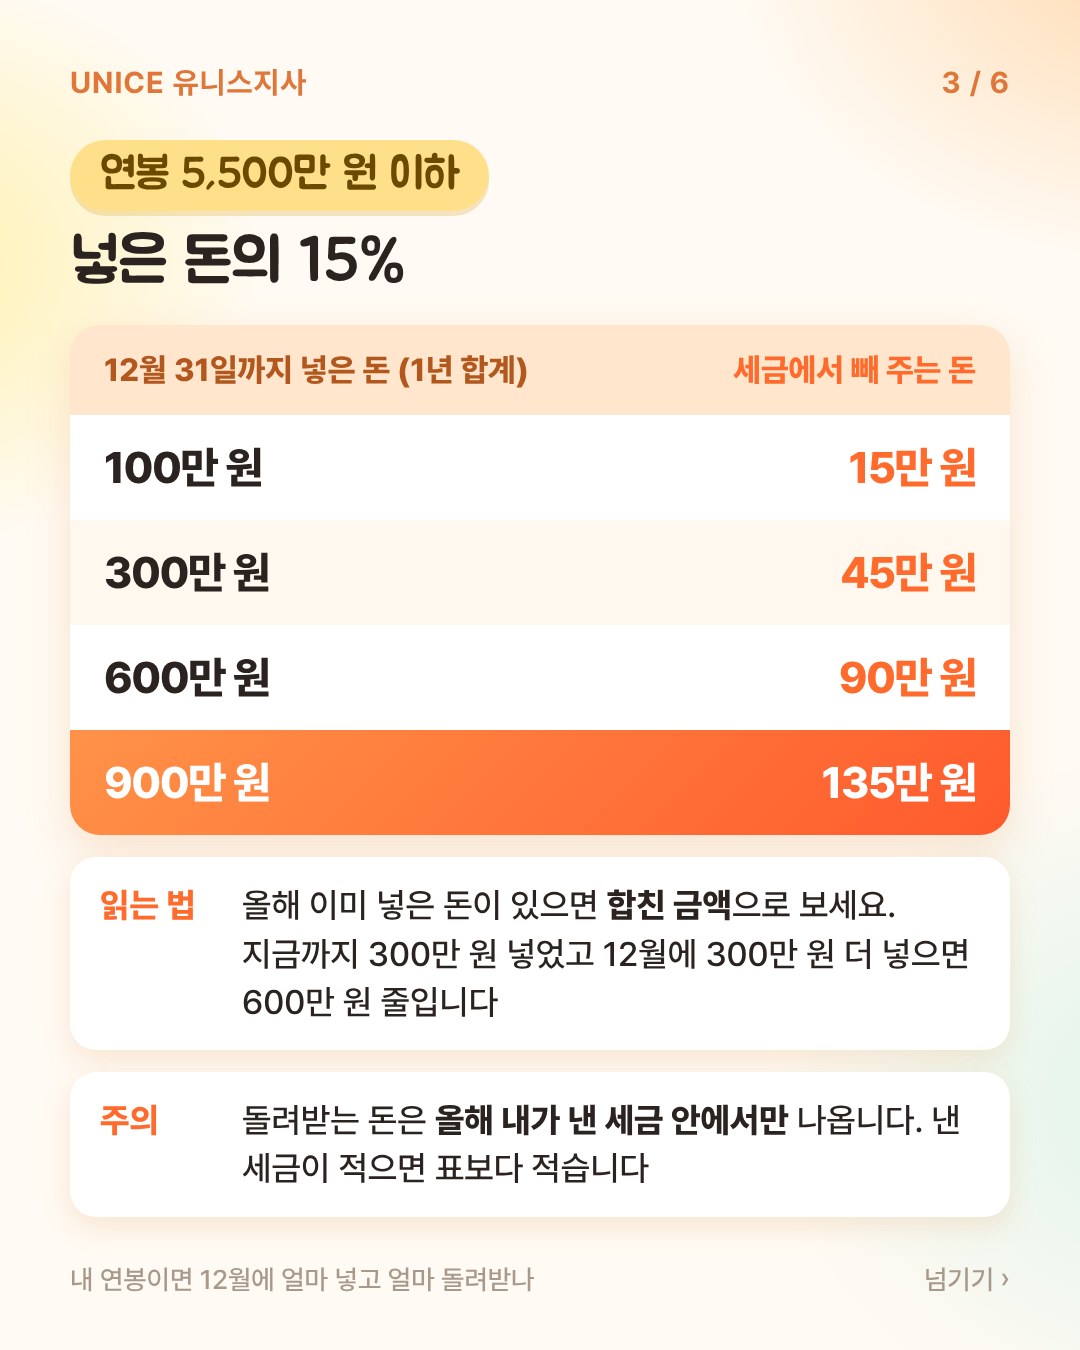 UNICE 유니스지사
3 / 6
연봉 5,500만 원 이하
넣은 돈의 15%
12월 31일까지 넣은 돈 (1년 합계)
세금에서 빼 주는 돈
100만 원
15만 원
300만 원
45만 원
600만 원
90만 원
900만 원
135만 원
읽는 법
올해 이미 넣은 돈이 있으면 합친 금액으로 보세요.
지금까지 300만 원 넣었고 12월에 300만 원 더 넣으면
600만 원 줄입니다
주의
돌려받는 돈은 올해 내가 낸 세금 안에서만 나옵니다. 낸
세금이 적으면 표보다 적습니다
내 연봉이면 12월에 얼마 넣고 얼마 돌려받나
넘기기 ›